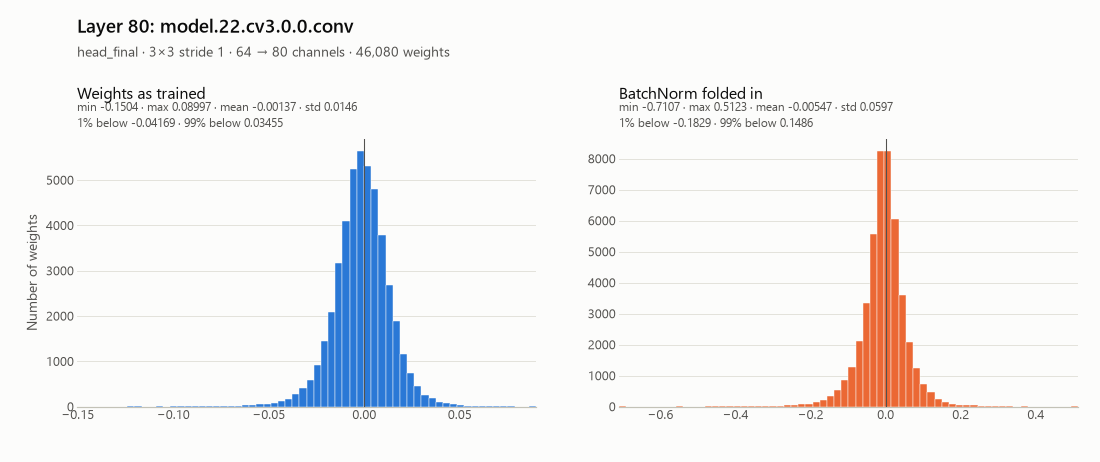 Layer 80: model.22.cv3.0.0.conv
head_final · 3×3 stride 1 · 64 → 80 channels · 46,080 weights
Weights as trained
min -0.1504 · max 0.08997 · mean -0.00137 · std 0.0146
1% below -0.04169 · 99% below 0.03455
Number of weights
5000
4000
3000
2000
1000
0
−0.15
−0.10
−0.05
0.00
0.05
BatchNorm folded in
min -0.7107 · max 0.5123 · mean -0.00547 · std 0.0597
1% below -0.1829 · 99% below 0.1486
8000
7000
6000
5000
4000
3000
2000
1000
0
−0.6
−0.4
−0.2
0.0
0.2
0.4